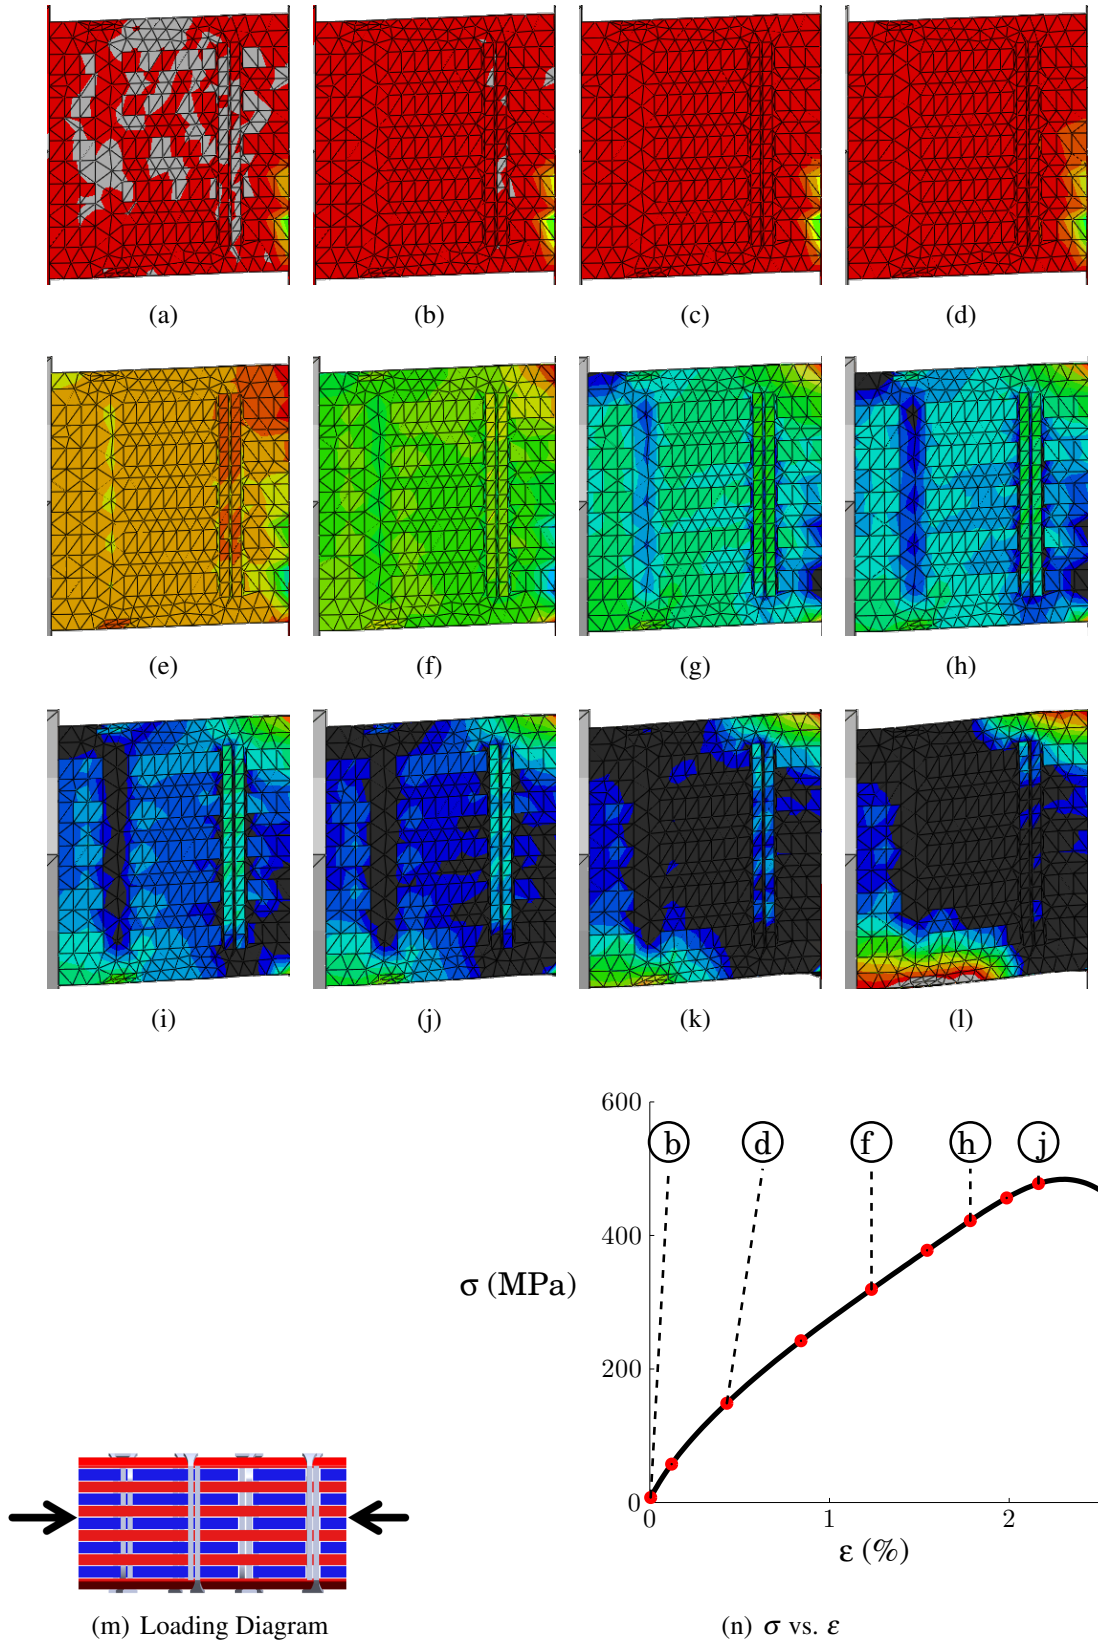 (a) (b) (c) (d)
(e) (f) (g) (h)
(i) (j) (k) (l)
600
b d f h j
400
σ (MPa)
200
0
0 1 2
ε (%)
(m) Loading Diagram
(n) σ vs. ε